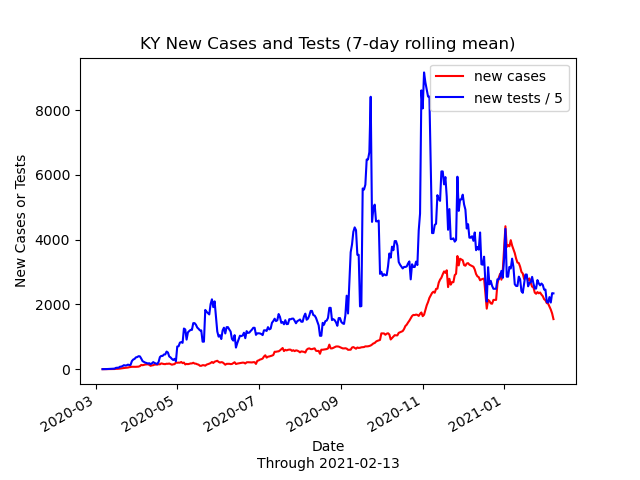 KY New Cases and Tests (7-day rolling mean)
new cases
new tests / 5
New Cases or Tests
8000
6000
4000
2000
0
2020-03
2020-05
2020-07
2020-09
2020-11
2021-01
Date
Through 2021-02-13